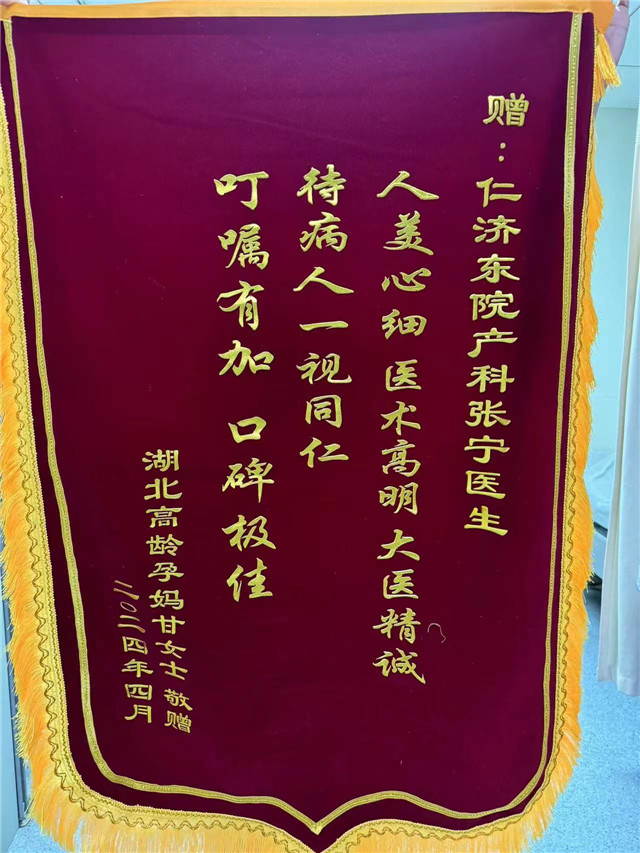 赠：仁济东院产科张宁医生
人美心细 医术高明 大医精诚
待病人一视同仁
叮嘱有加 口碑极佳
湖北高龄孕妈甘女士 敬赠
二〇二四年四月